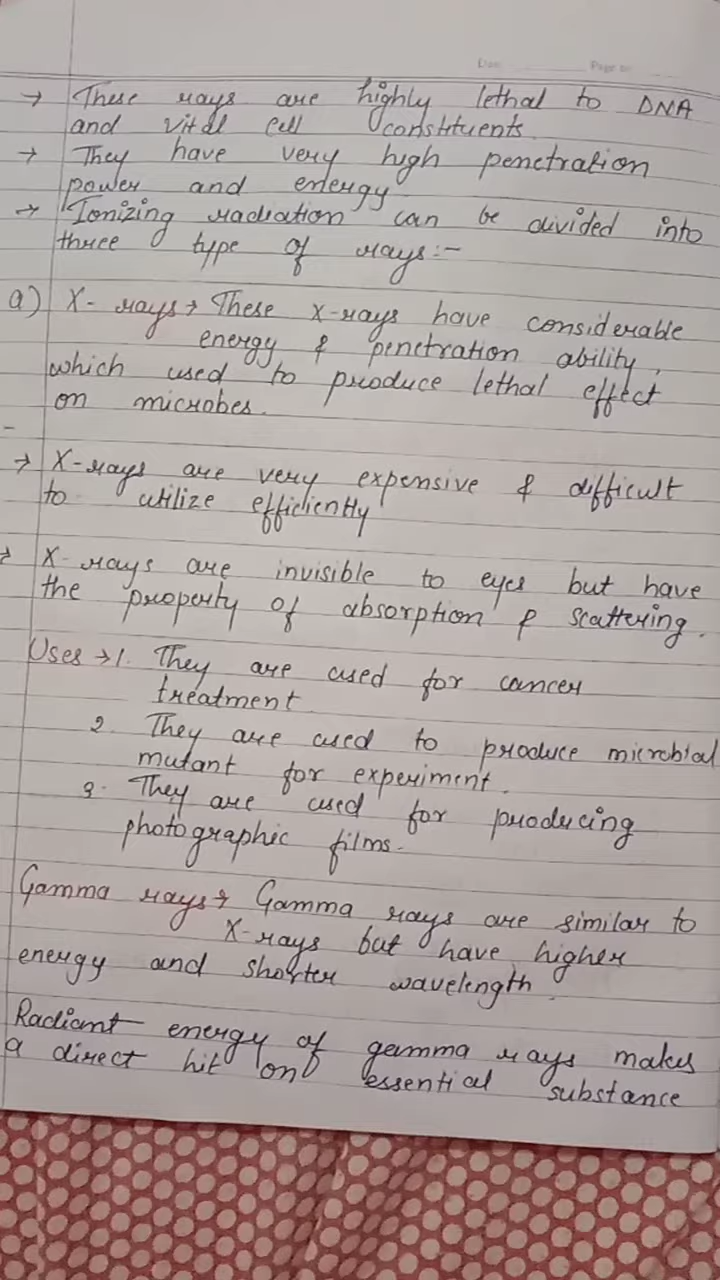 Date Page No
→ These rays are highly lethal to DNA
and vital cell constituents.
→ They have very high penetration
power and energy
→ Ionizing radiation can be divided into
three type of rays:-
a) X-rays → These X-rays have considerable
energy & penetration ability,
which used to produce lethal effect
on microbes.
→ X-rays are very expensive & difficult
to utilize efficiently
X-rays are invisible to eyes but have
the property of absorption & scattering.
Uses → 1. They are used for cancer
treatment
2. They are used to produce microbial
mutant for experiment.
3. They are used for producing
photographic films.
Gamma rays → Gamma rays are similar to
X-rays but have higher
energy and shorter wavelength
Radiant energy of gamma rays makes
a direct hit on essential substance